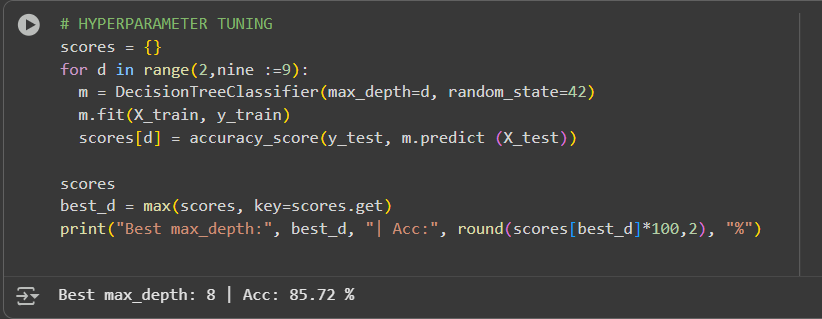 # HYPERPARAMETER TUNING
scores = {}
for d in range(2,nine :=9):
  m = DecisionTreeClassifier(max_depth=d, random_state=42)
  m.fit(X_train, y_train)
  scores[d] = accuracy_score(y_test, m.predict (X_test))

scores
best_d = max(scores, key=scores.get)
print("Best max_depth:", best_d, "| Acc:", round(scores[best_d]*100,2), "%")
Best max_depth: 8 | Acc: 85.72 %